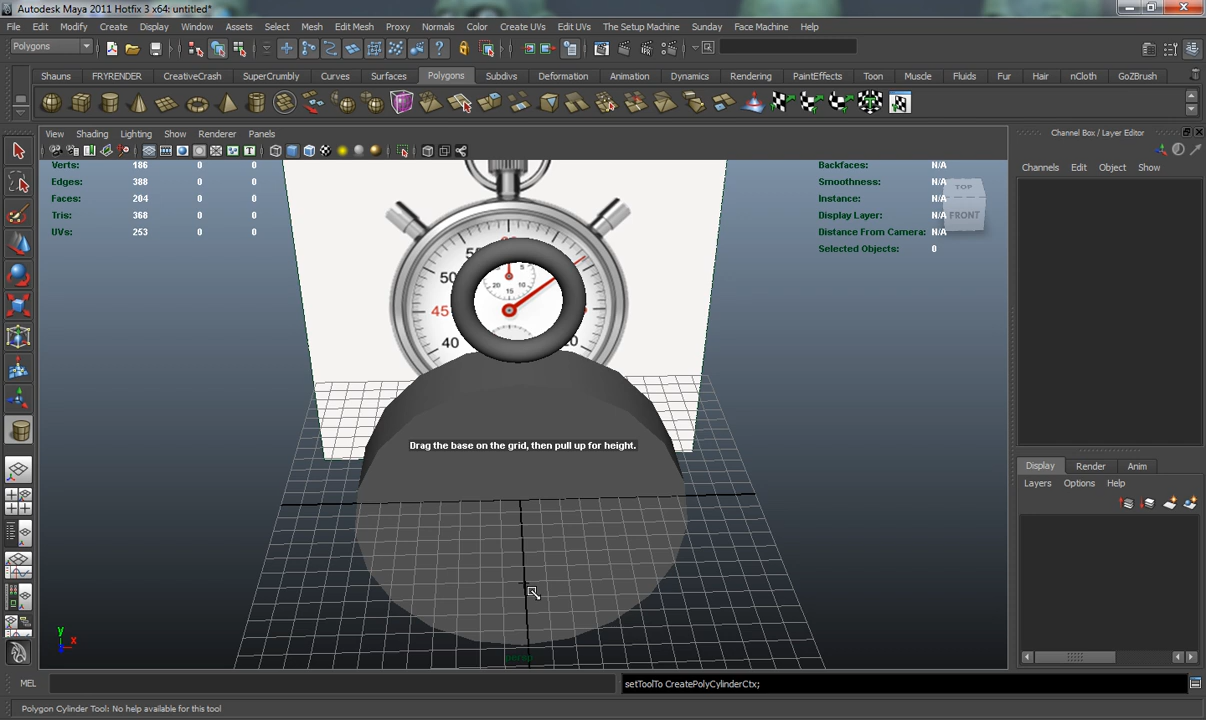 Autodesk Maya 2011 Hotfix 3 x64: untitled*
File Edit Modify Create Display Window Assets Select Mesh Edit Mesh Proxy Normals Color Create UVs Edit UVs The Setup Machine Sunday Face Machine Help
Polygons
Shauns FRYRENDER CreativeCrash SuperCrumbly Curves Surfaces Polygons Subdivs Deformation Animation Dynamics Rendering PaintEffects Toon Muscle Fluids Fur Hair nCloth GoZBrush
View Shading Lighting Show Renderer Panels
Channel Box / Layer Editor
Channels Edit Object Show
Verts: 186 0 0
Edges: 388 0 0
Faces: 204 0 0
Tris: 368 0 0
UVs: 253 0 0
Backfaces: N/A
Smoothness: N/A
Instance: N/A
Display Layer: N/A
Distance From Camera: N/A
Selected Objects: 0
TOP
FRONT
5
50
20
10
15
45
40
20
Drag the base on the grid, then pull up for height.
Display Render Anim
Layers Options Help
y
x
persp
MEL
setToolTo CreatePolyCylinderCtx;
Polygon Cylinder Tool: No help available for this tool